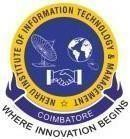 NEHRU INSTITUTE OF INFORMATION TECHNOLOGY & MANAGEMENT
COIMBATORE
WHERE INNOVATION BEGINS